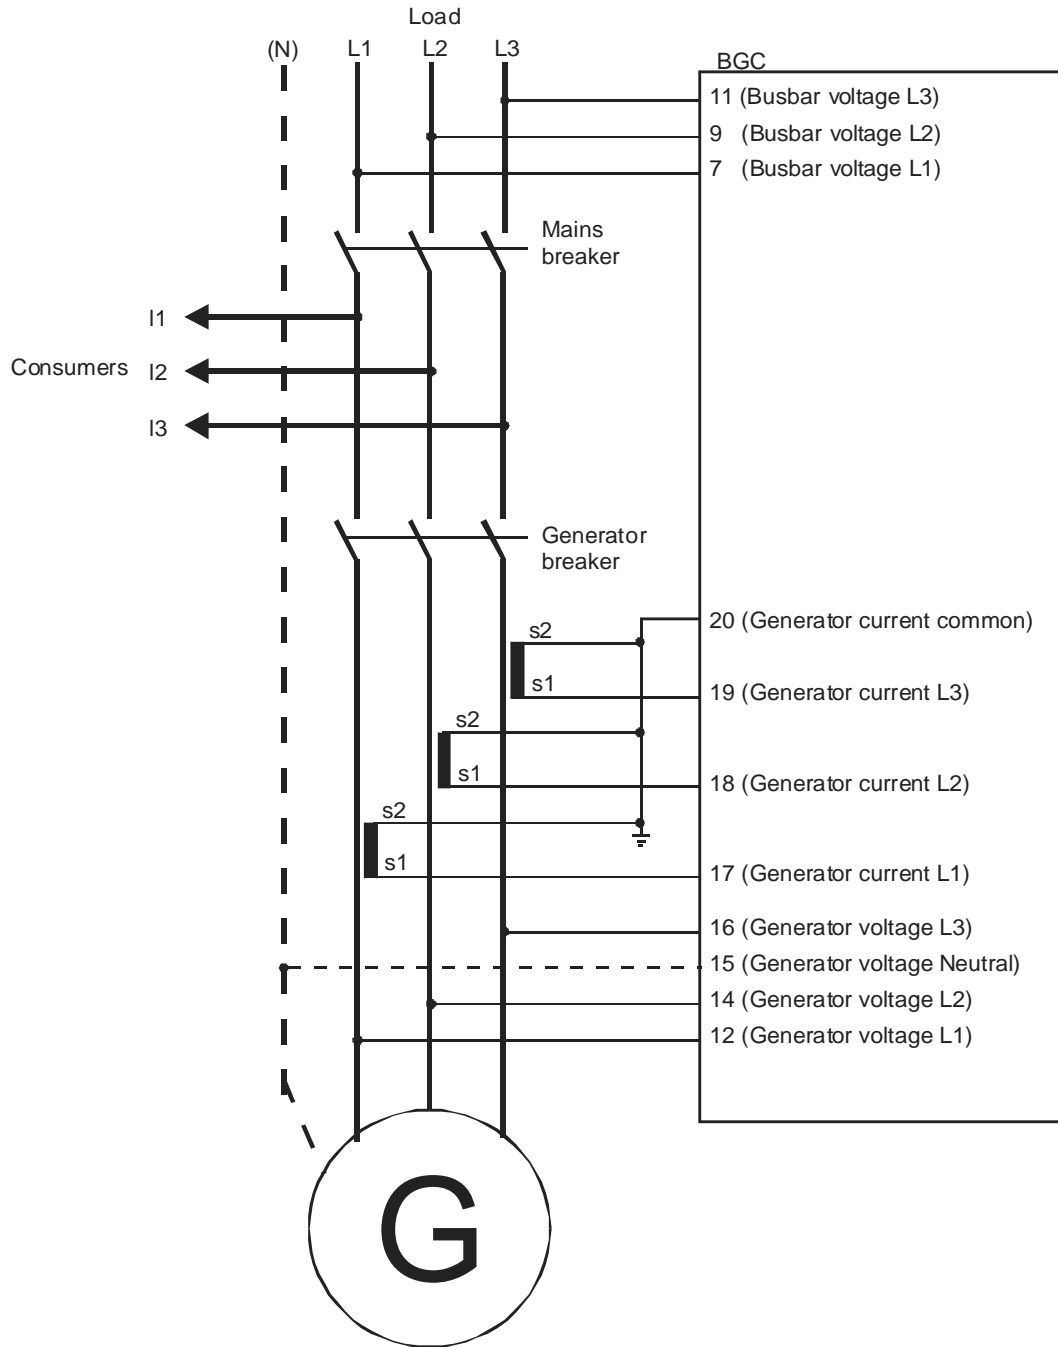 Load
(N) L1 L2 L3
BGC
11 (Busbar voltage L3)
9 (Busbar voltage L2)
7 (Busbar voltage L1)
Mains
breaker
I1
Consumers I2
I3
Generator
breaker
20 (Generator current common)
s2
s1
19 (Generator current L3)
s2
s1
18 (Generator current L2)
s2
s1
17 (Generator current L1)
16 (Generator voltage L3)
15 (Generator voltage Neutral)
14 (Generator voltage L2)
12 (Generator voltage L1)
G